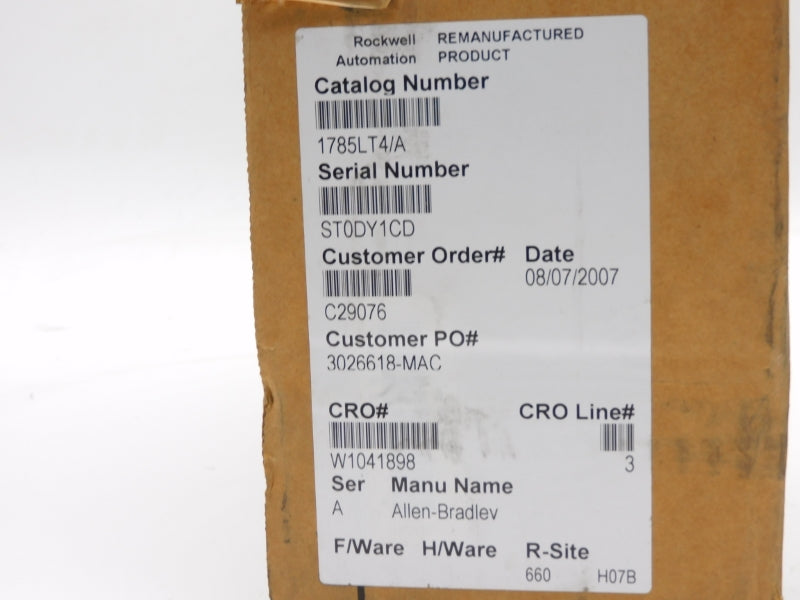 Rockwell REMANUFACTURED
Automation PRODUCT
Catalog Number
1785LT4/A
Serial Number
ST0DY1CD
Customer Order# Date
08/07/2007
C29076
Customer PO#
3026618-MAC
CRO# CRO Line#
W1041898 3
Ser Manu Name
A Allen-Bradley
F/Ware H/Ware R-Site
660 H07B